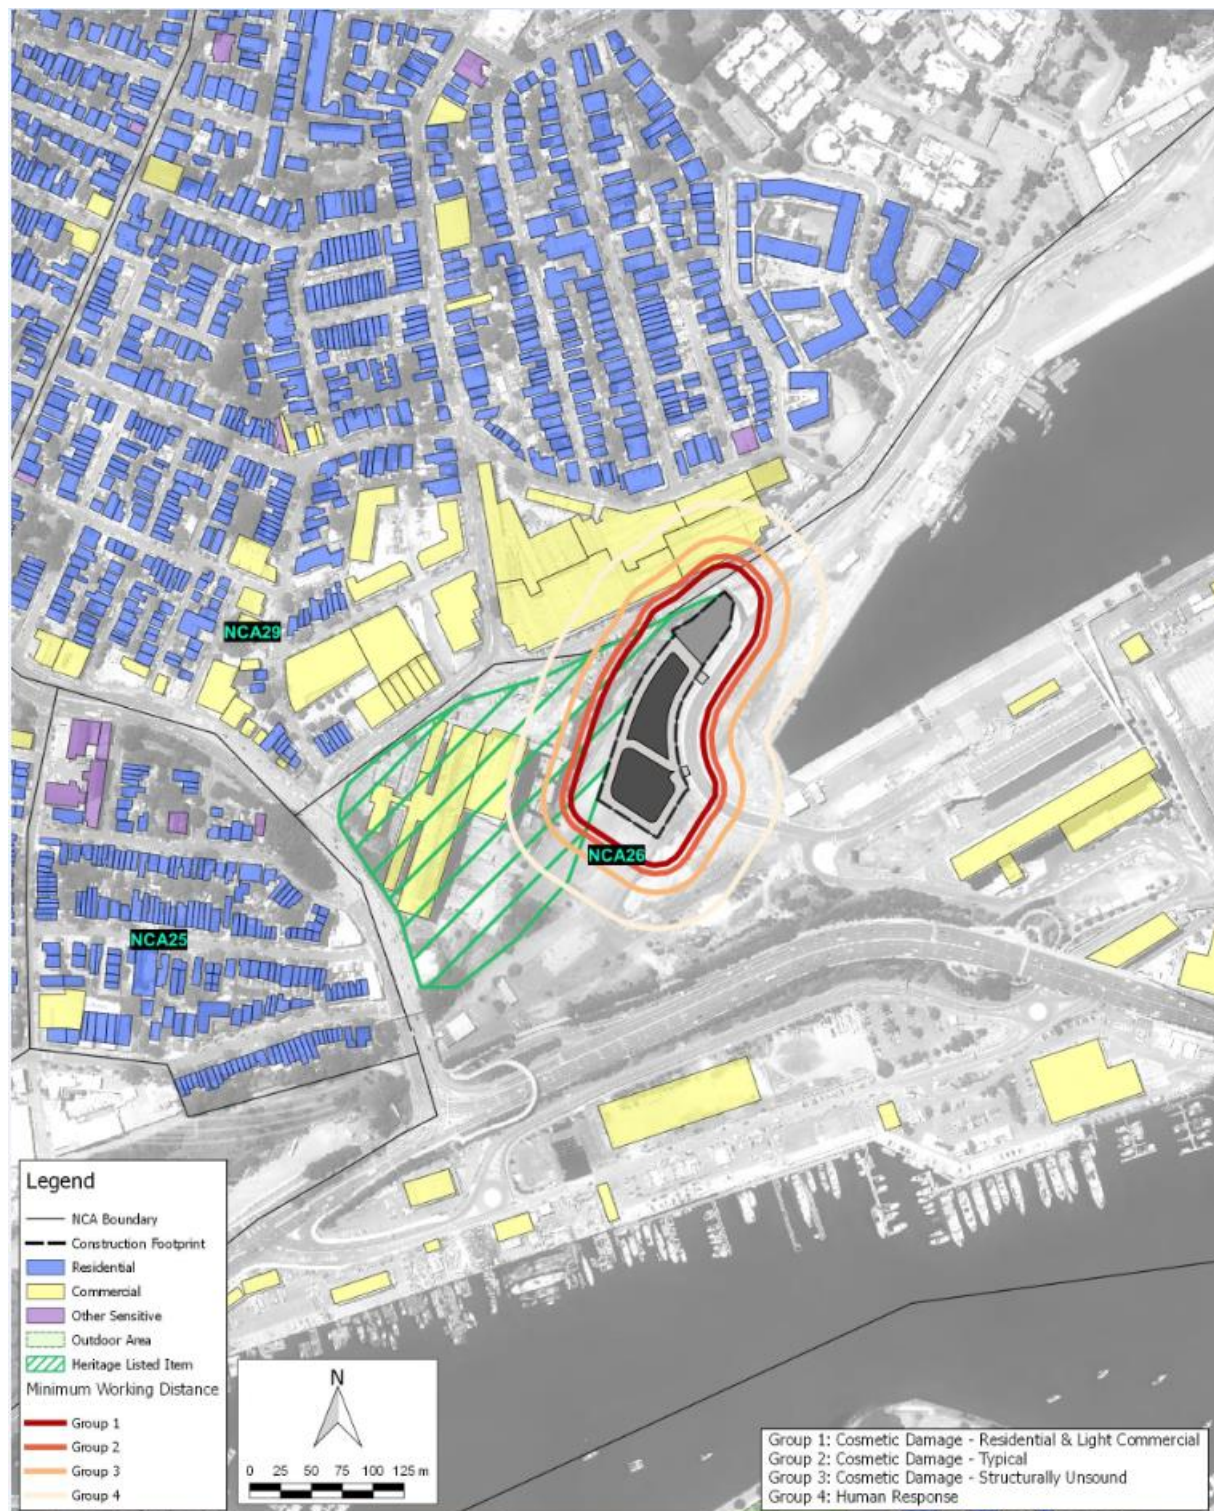 NCA29
NCA26
NCA25
Legend
NCA Boundary
Construction Footprint
Residential
Commercial
Other Sensitive
Outdoor Area
Heritage Listed Item
Minimum Working Distance
Group 1
Group 2
Group 3
Group 4
N
0 25 50 75 100 125 m
Group 1: Cosmetic Damage - Residential & Light Commercial
Group 2: Cosmetic Damage - Typical
Group 3: Cosmetic Damage - Structurally Unsound
Group 4: Human Response